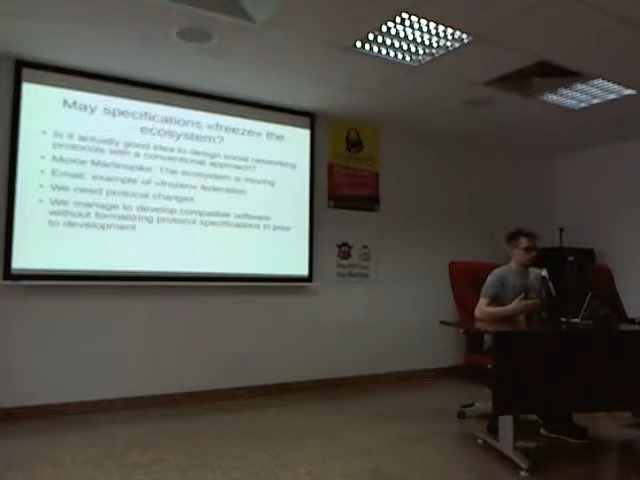 May specifications «freeze» the
ecosystem?
• Is it actually good idea to design social networking
protocols with a conventional approach?
• Moxie Marlinspike: The ecosystem is moving
• Email: example of «frozen» federation
• We need protocol changes
• We manage to develop compatible software
without formalizing protocol specifications in prior
to development